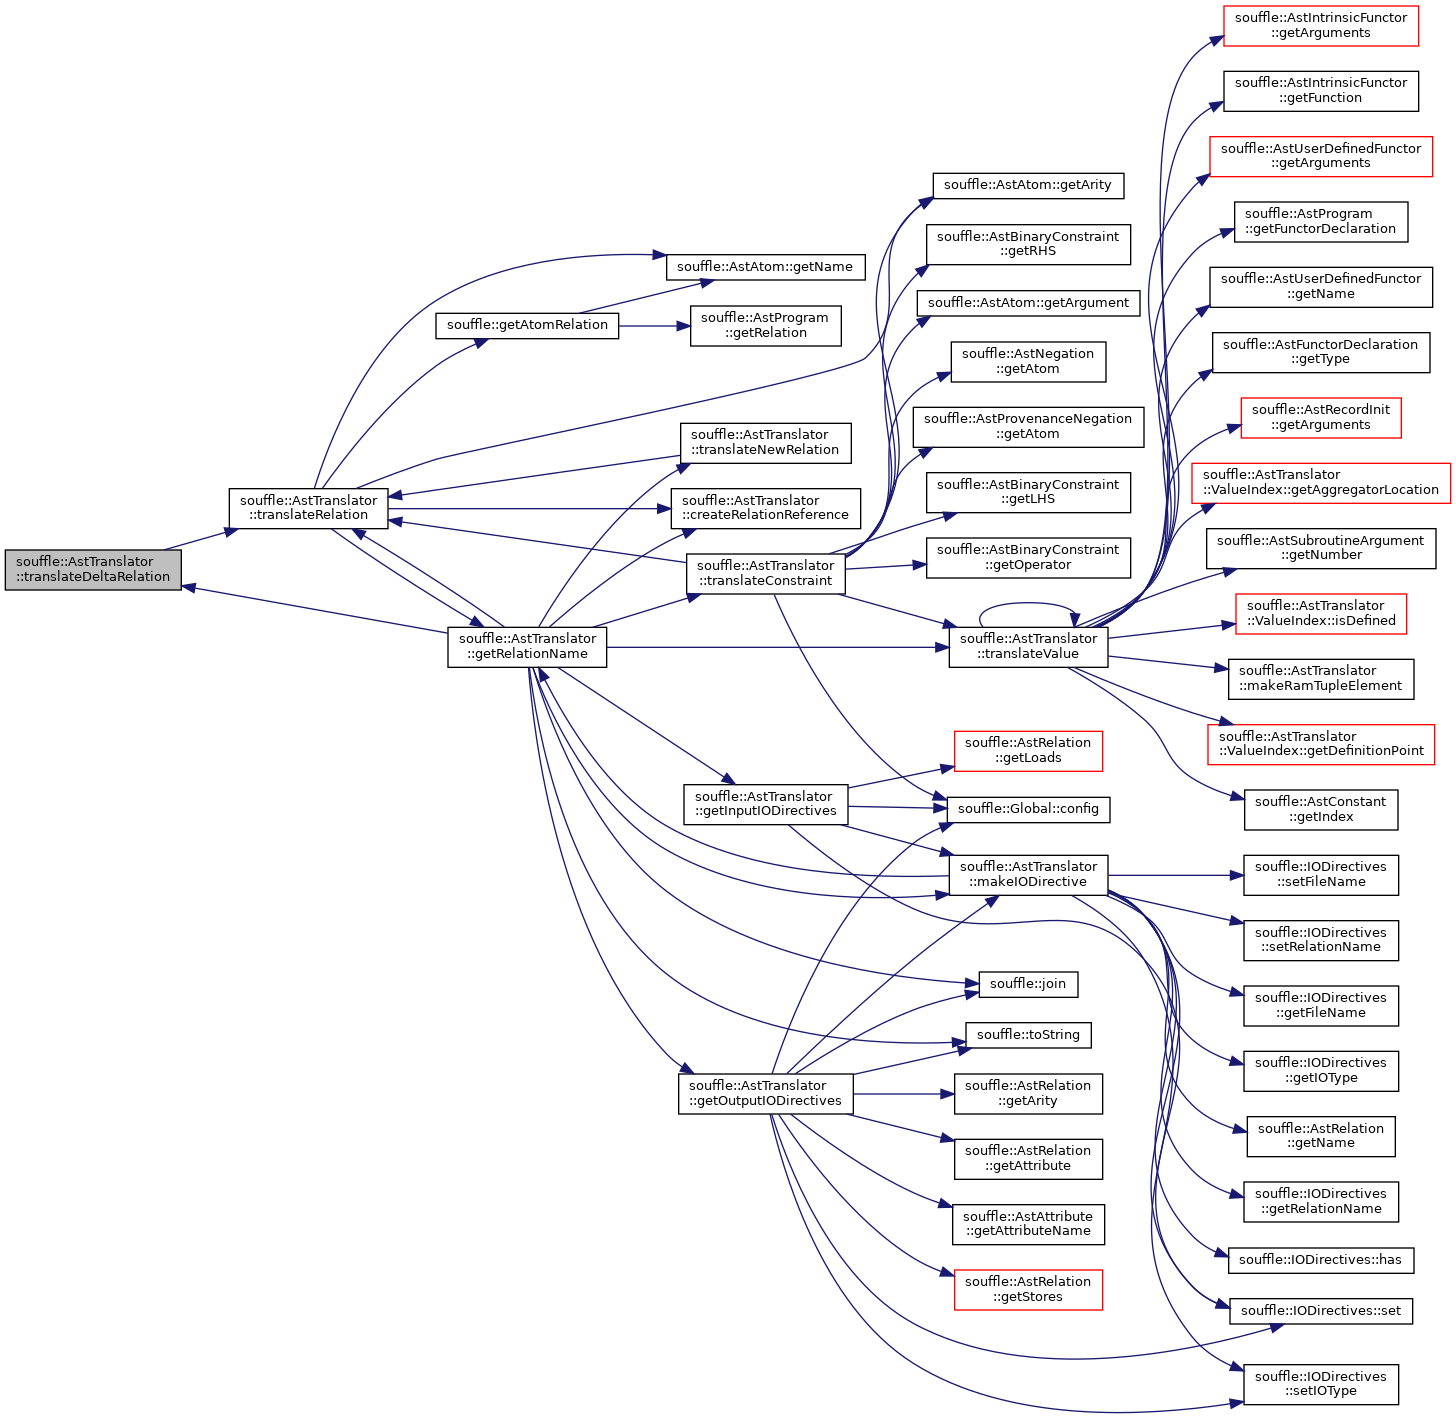 souffle::AstTranslator
::translateDeltaRelation
souffle::AstTranslator
::translateRelation
souffle::getAtomRelation
souffle::AstTranslator
::getRelationName
souffle::AstAtom::getName
souffle::AstProgram
::getRelation
souffle::AstTranslator
::translateNewRelation
souffle::AstTranslator
::createRelationReference
souffle::AstTranslator
::translateConstraint
souffle::AstTranslator
::getInputIODirectives
souffle::AstTranslator
::getOutputIODirectives
souffle::AstAtom::getArity
souffle::AstBinaryConstraint
::getRHS
souffle::AstAtom::getArgument
souffle::AstNegation
::getAtom
souffle::AstProvenanceNegation
::getAtom
souffle::AstBinaryConstraint
::getLHS
souffle::AstBinaryConstraint
::getOperator
souffle::AstTranslator
::translateValue
souffle::AstRelation
::getLoads
souffle::Global::config
souffle::AstTranslator
::makeIODirective
souffle::join
souffle::toString
souffle::AstRelation
::getArity
souffle::AstRelation
::getAttribute
souffle::AstAttribute
::getAttributeName
souffle::AstRelation
::getStores
souffle::AstIntrinsicFunctor
::getArguments
souffle::AstIntrinsicFunctor
::getFunction
souffle::AstUserDefinedFunctor
::getArguments
souffle::AstProgram
::getFunctorDeclaration
souffle::AstUserDefinedFunctor
::getName
souffle::AstFunctorDeclaration
::getType
souffle::AstRecordInit
::getArguments
souffle::AstTranslator
::ValueIndex::getAggregatorLocation
souffle::AstSubroutineArgument
::getNumber
souffle::AstTranslator
::ValueIndex::isDefined
souffle::AstTranslator
::makeRamTupleElement
souffle::AstTranslator
::ValueIndex::getDefinitionPoint
souffle::AstConstant
::getIndex
souffle::IODirectives
::setFileName
souffle::IODirectives
::setRelationName
souffle::IODirectives
::getFileName
souffle::IODirectives
::getIOType
souffle::AstRelation
::getName
souffle::IODirectives
::getRelationName
souffle::IODirectives::has
souffle::IODirectives::set
souffle::IODirectives
::setIOType